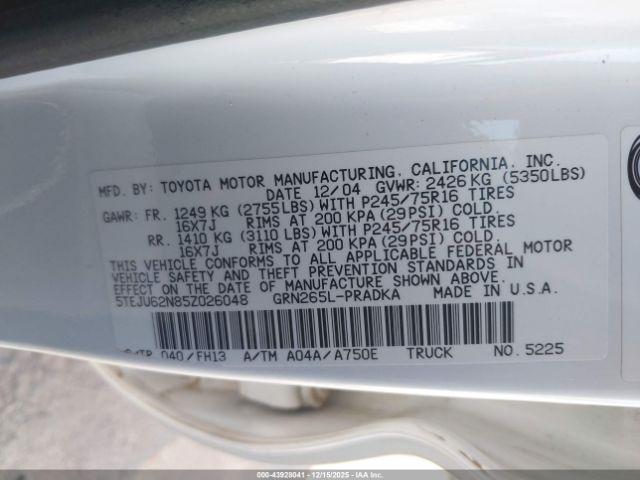 MFD. BY: TOYOTA MOTOR MANUFACTURING, CALIFORNIA, INC.
DATE 12/04 GVWR: 2426 KG (5350LBS)
GAWR: FR. 1249 KG (2755LBS) WITH P245/75R16 TIRES
16X7J RIMS AT 200 KPA (29PSI) COLD
RR. 1410 KG (3110 LBS) WITH P245/75R16 TIRES
16X7J RIMS AT 200 KPA (29PSI) COLD
THIS VEHICLE CONFORMS TO ALL APPLICABLE FEDERAL MOTOR
VEHICLE SAFETY AND THEFT PREVENTION STANDARDS IN
EFFECT ON THE DATE OF MANUFACTURE SHOWN ABOVE.
5TEJU62N85Z026048 GRN265L-PRADKA MADE IN U.S.A.
C/TR 040/FH13 A/TM A04A/A750E TRUCK NO. 5225
000-43928041 - 12/15/2025 - IAAI, INC.